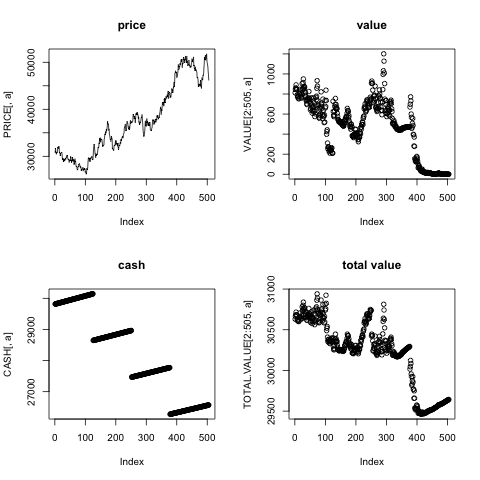 price
PRICE[, a]
30000 40000 50000
0 100 200 300 400 500
Index
value
VALUE[2:505, a]
0 200 600 1000
0 100 200 300 400 500
Index
cash
CASH[, a]
27000 29000
0 100 200 300 400 500
Index
total value
TOTAL.VALUE[2:505, a]
29500 30000 30500 31000
0 100 200 300 400 500
Index